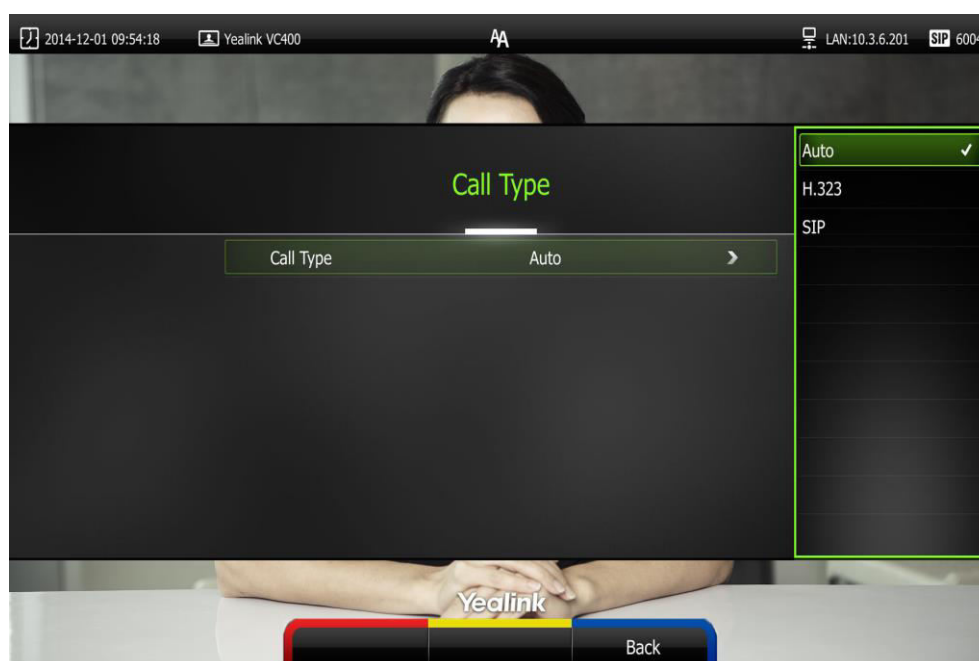 2014-12-01 09:54:18 Yealink VC400 AA LAN:10.3.6.201 SIP 6004
Call Type
Call Type Auto
Auto
H.323
SIP
Yealink
Back